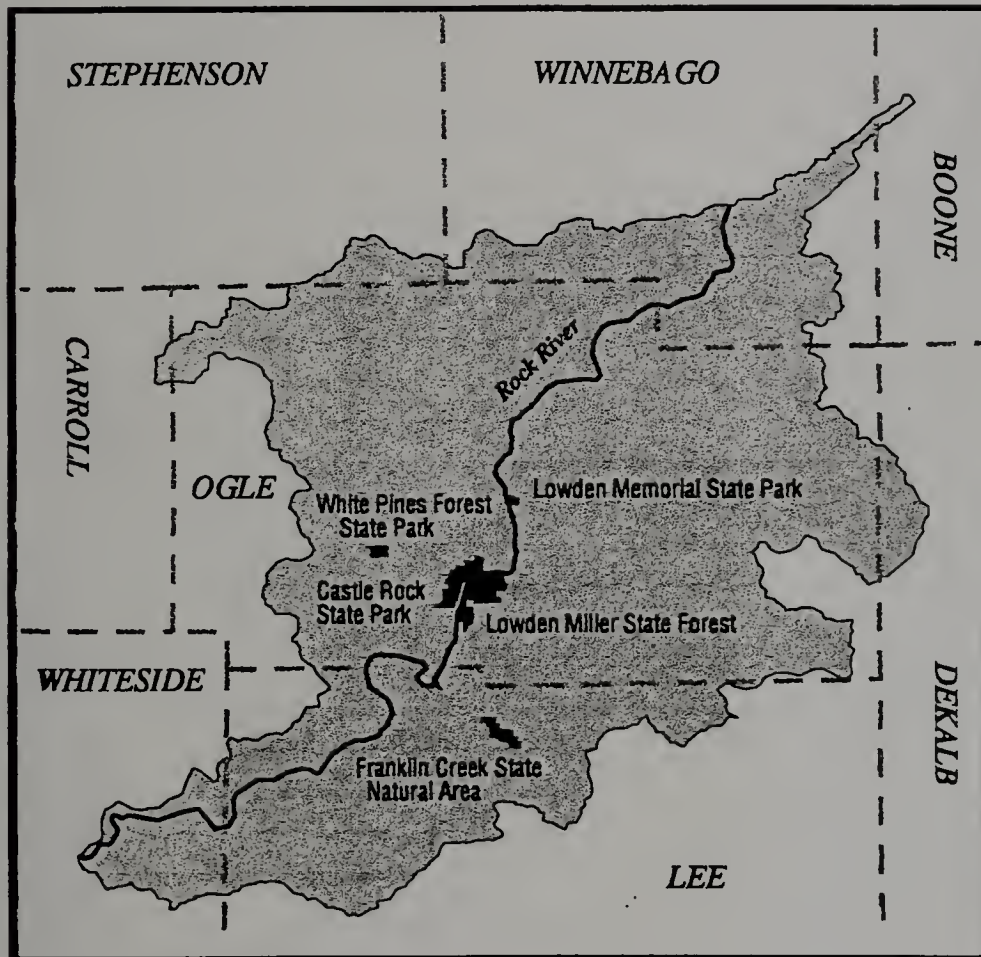 STEPHENSON
WINNEBAGO
BOONE
CARROLL
Rock River
OGLE
White Pines Forest
State Park
Lowden Memorial State Park
Castle Rock
State Park
Lowden Miller State Forest
WHITESIDE
DEKALB
Franklin Creek State
Natural Area
LEE